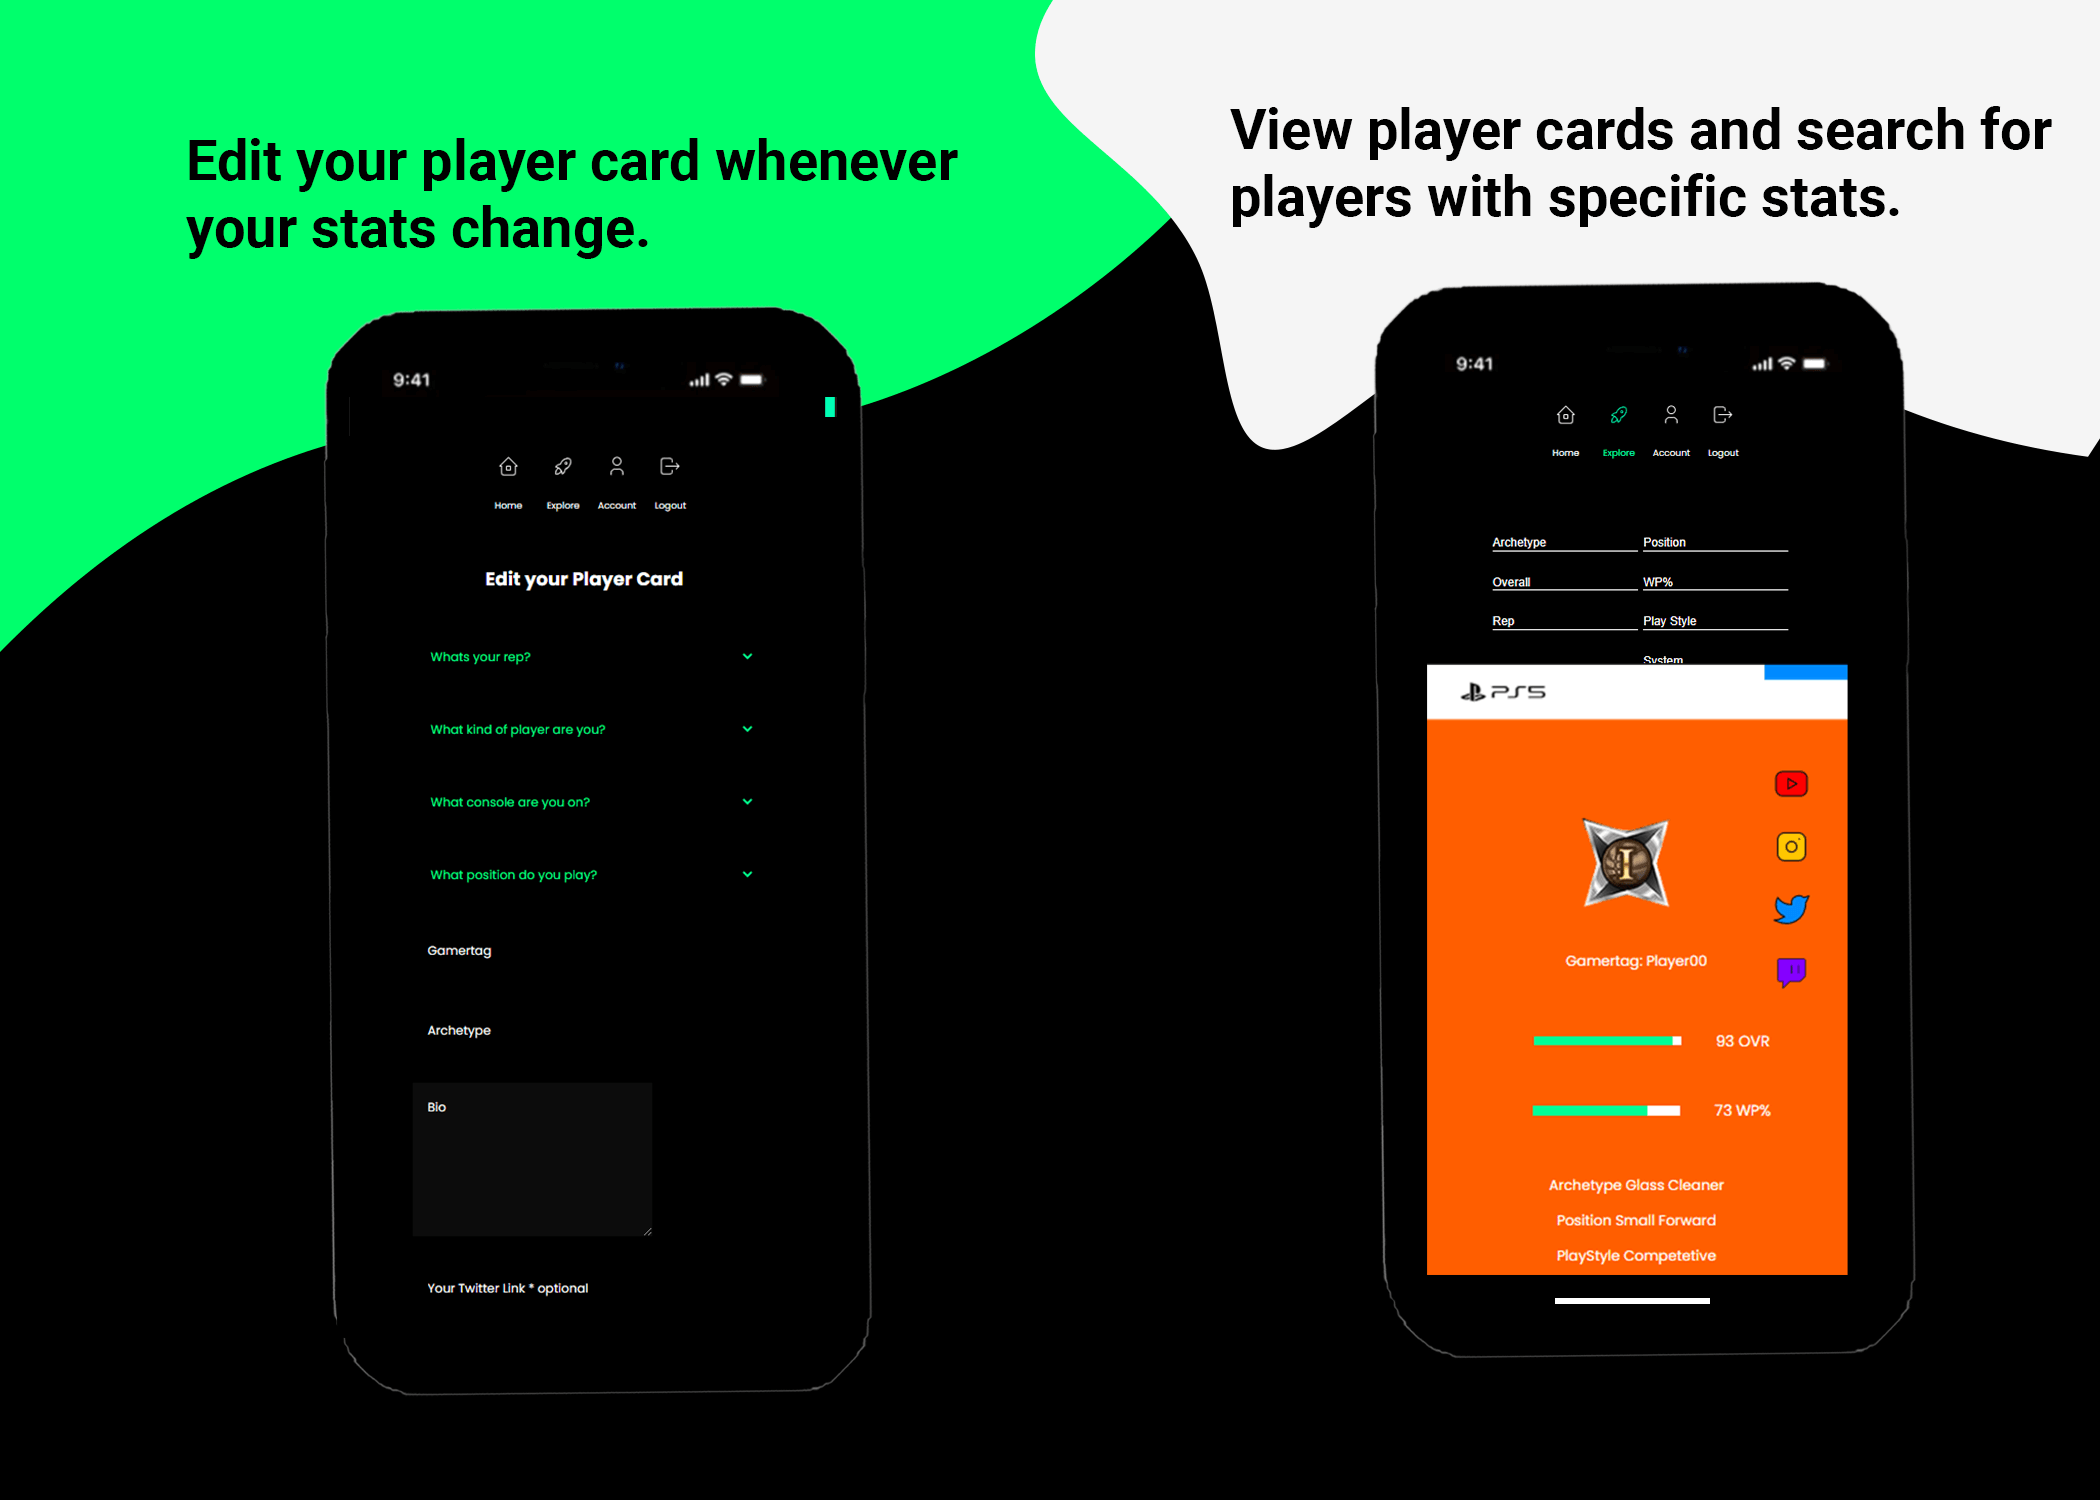 Edit your player card whenever
your stats change.
9:41
Home Explore Account Logout
Edit your Player Card
Whats your rep?
What kind of player are you?
What console are you on?
What position do you play?
Gamertag
Archetype
Bio
Your Twitter Link * optional
View player cards and search for
players with specific stats.
9:41
Home Explore Account Logout
Archetype Position
Overall WP%
Rep Play Style
System
PS5
I
Gamertag: Player00
93 OVR
73 WP%
Archetype Glass Cleaner
Position Small Forward
PlayStyle Competetive